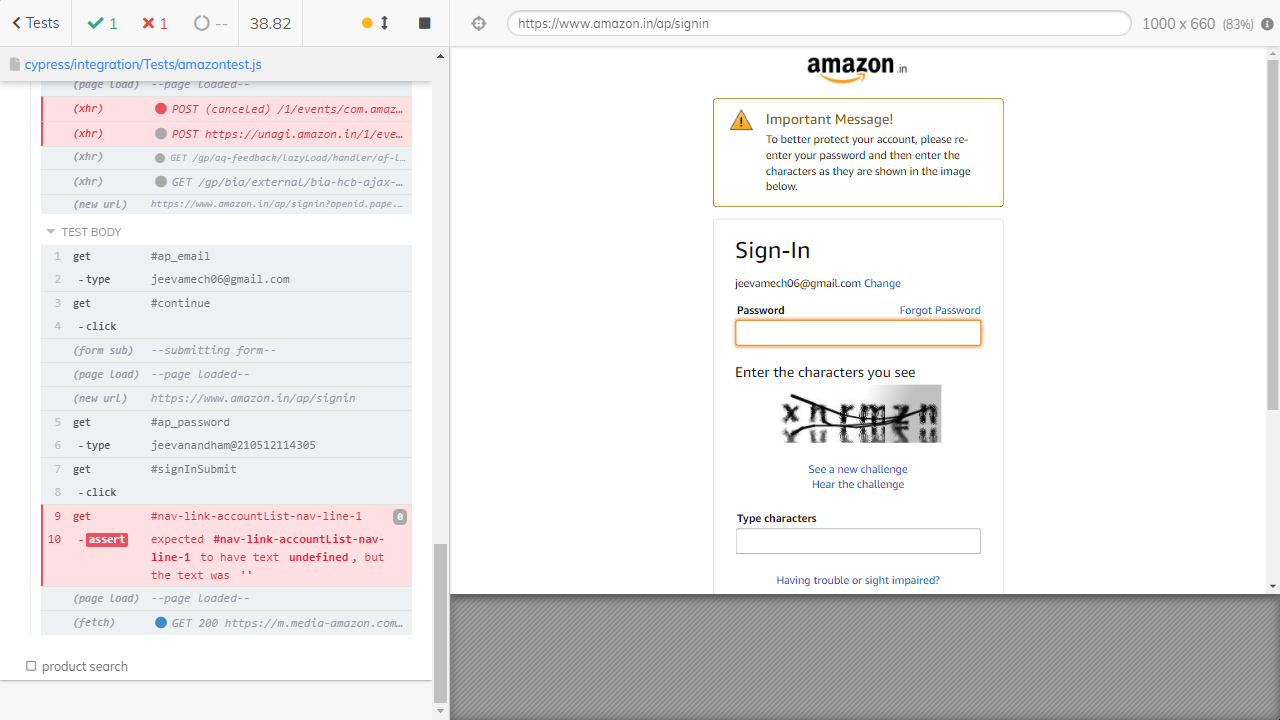 Tests 1 1 -- 38.82
https://www.amazon.in/ap/signin 1000 x 660 (83%)
cypress/integration/Tests/amazontest.js
(page load) --page loaded--
(xhr) POST (canceled) /1/events/com.amaz...
(xhr) POST https://unagi.amazon.in/1/eve...
(xhr) GET /gp/aq-feedback/LazyLoad/handler/af-l...
(xhr) GET /gp/bia/external/bia-hcb-ajax-...
(new url) https://www.amazon.in/ap/signin?openid.pape...
TEST BODY
1 get #ap_email
2 -type jeevamech06@gmail.com
3 get #continue
4 -click
(form sub) --submitting form--
(page load) --page loaded--
(new url) https://www.amazon.in/ap/signin
5 get #ap_password
6 -type jeevanandham@210512114305
7 get #signInSubmit
8 -click
9 get #nav-link-accountList-nav-line-1 0
10 -assert expected #nav-link-accountList-nav-
line-1 to have text undefined, but
the text was ''
(page load) --page loaded--
(fetch) GET 200 https://m.media-amazon.com...
product search
amazon.in
Important Message!
To better protect your account, please re-
enter your password and then enter the
characters as they are shown in the image
below.
Sign-In
jeevamech06@gmail.com Change
Password Forgot Password
Enter the characters you see
See a new challenge
Hear the challenge
Type characters
Having trouble or sight impaired?